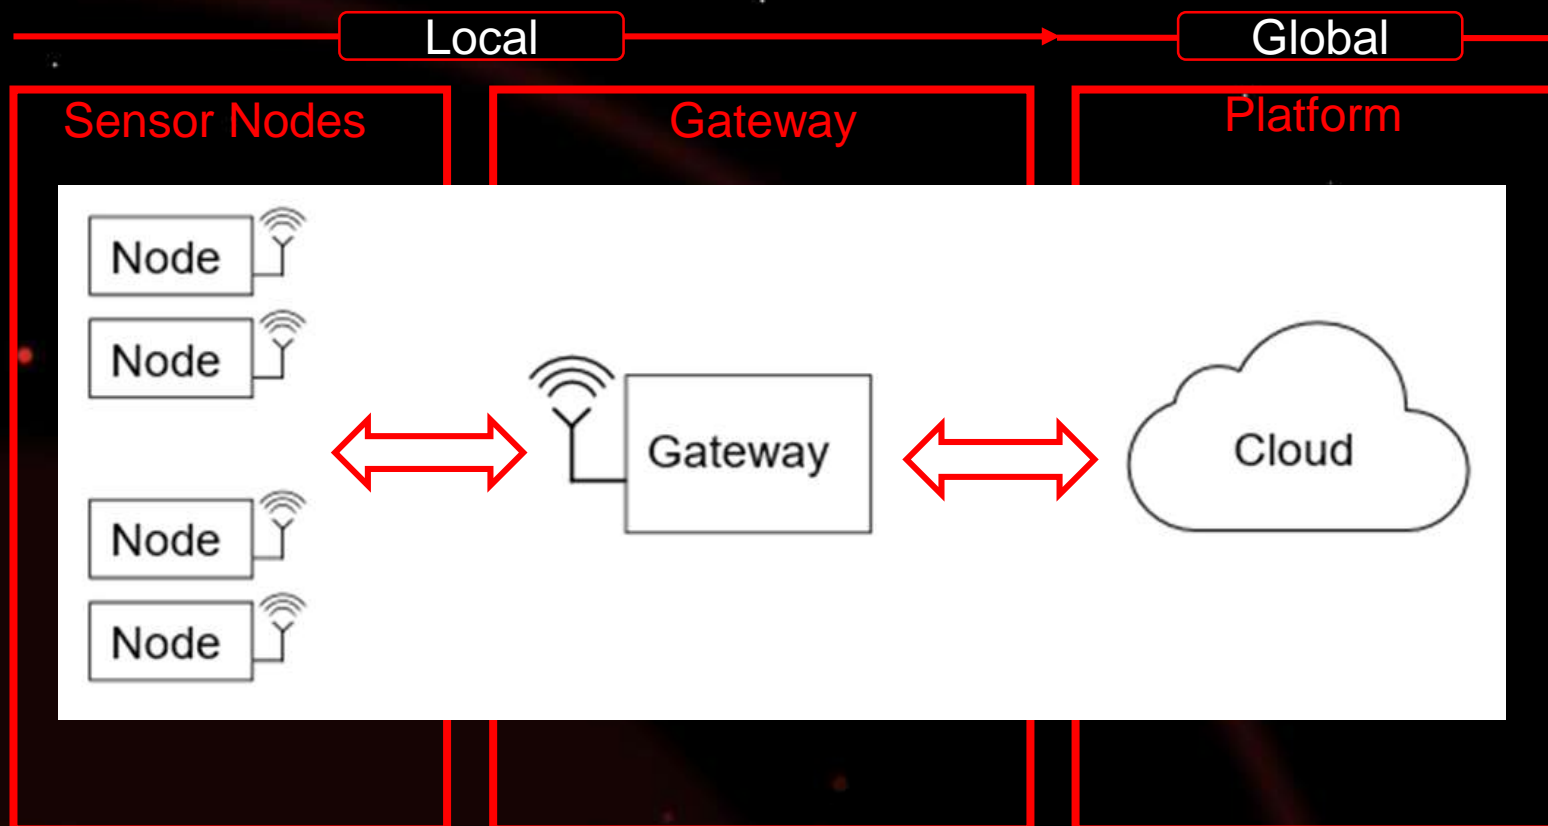 Local
Global
Sensor Nodes
Gateway
Platform
Node
Node
Gateway
Cloud
Node
Node